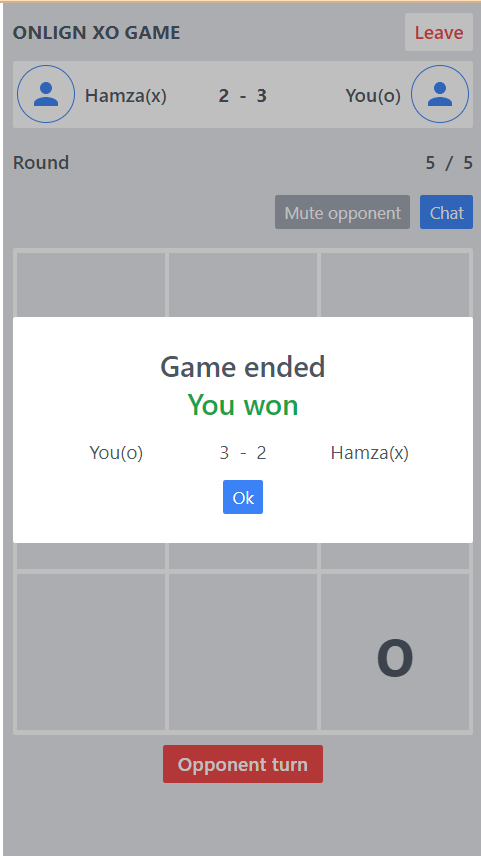 ONLIGN XO GAME Leave
Hamza(x) 2 - 3 You(o)
Round 5 / 5
Mute opponent Chat
Game ended
You won
You(o) 3 - 2 Hamza(x)
Ok
o
Opponent turn